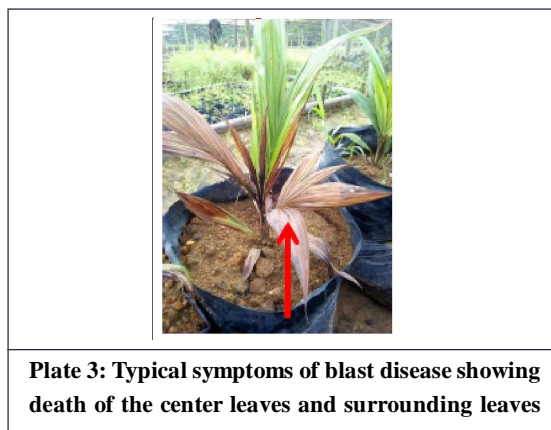 Plate 3: Typical symptoms of blast disease showing
death of the center leaves and surrounding leaves